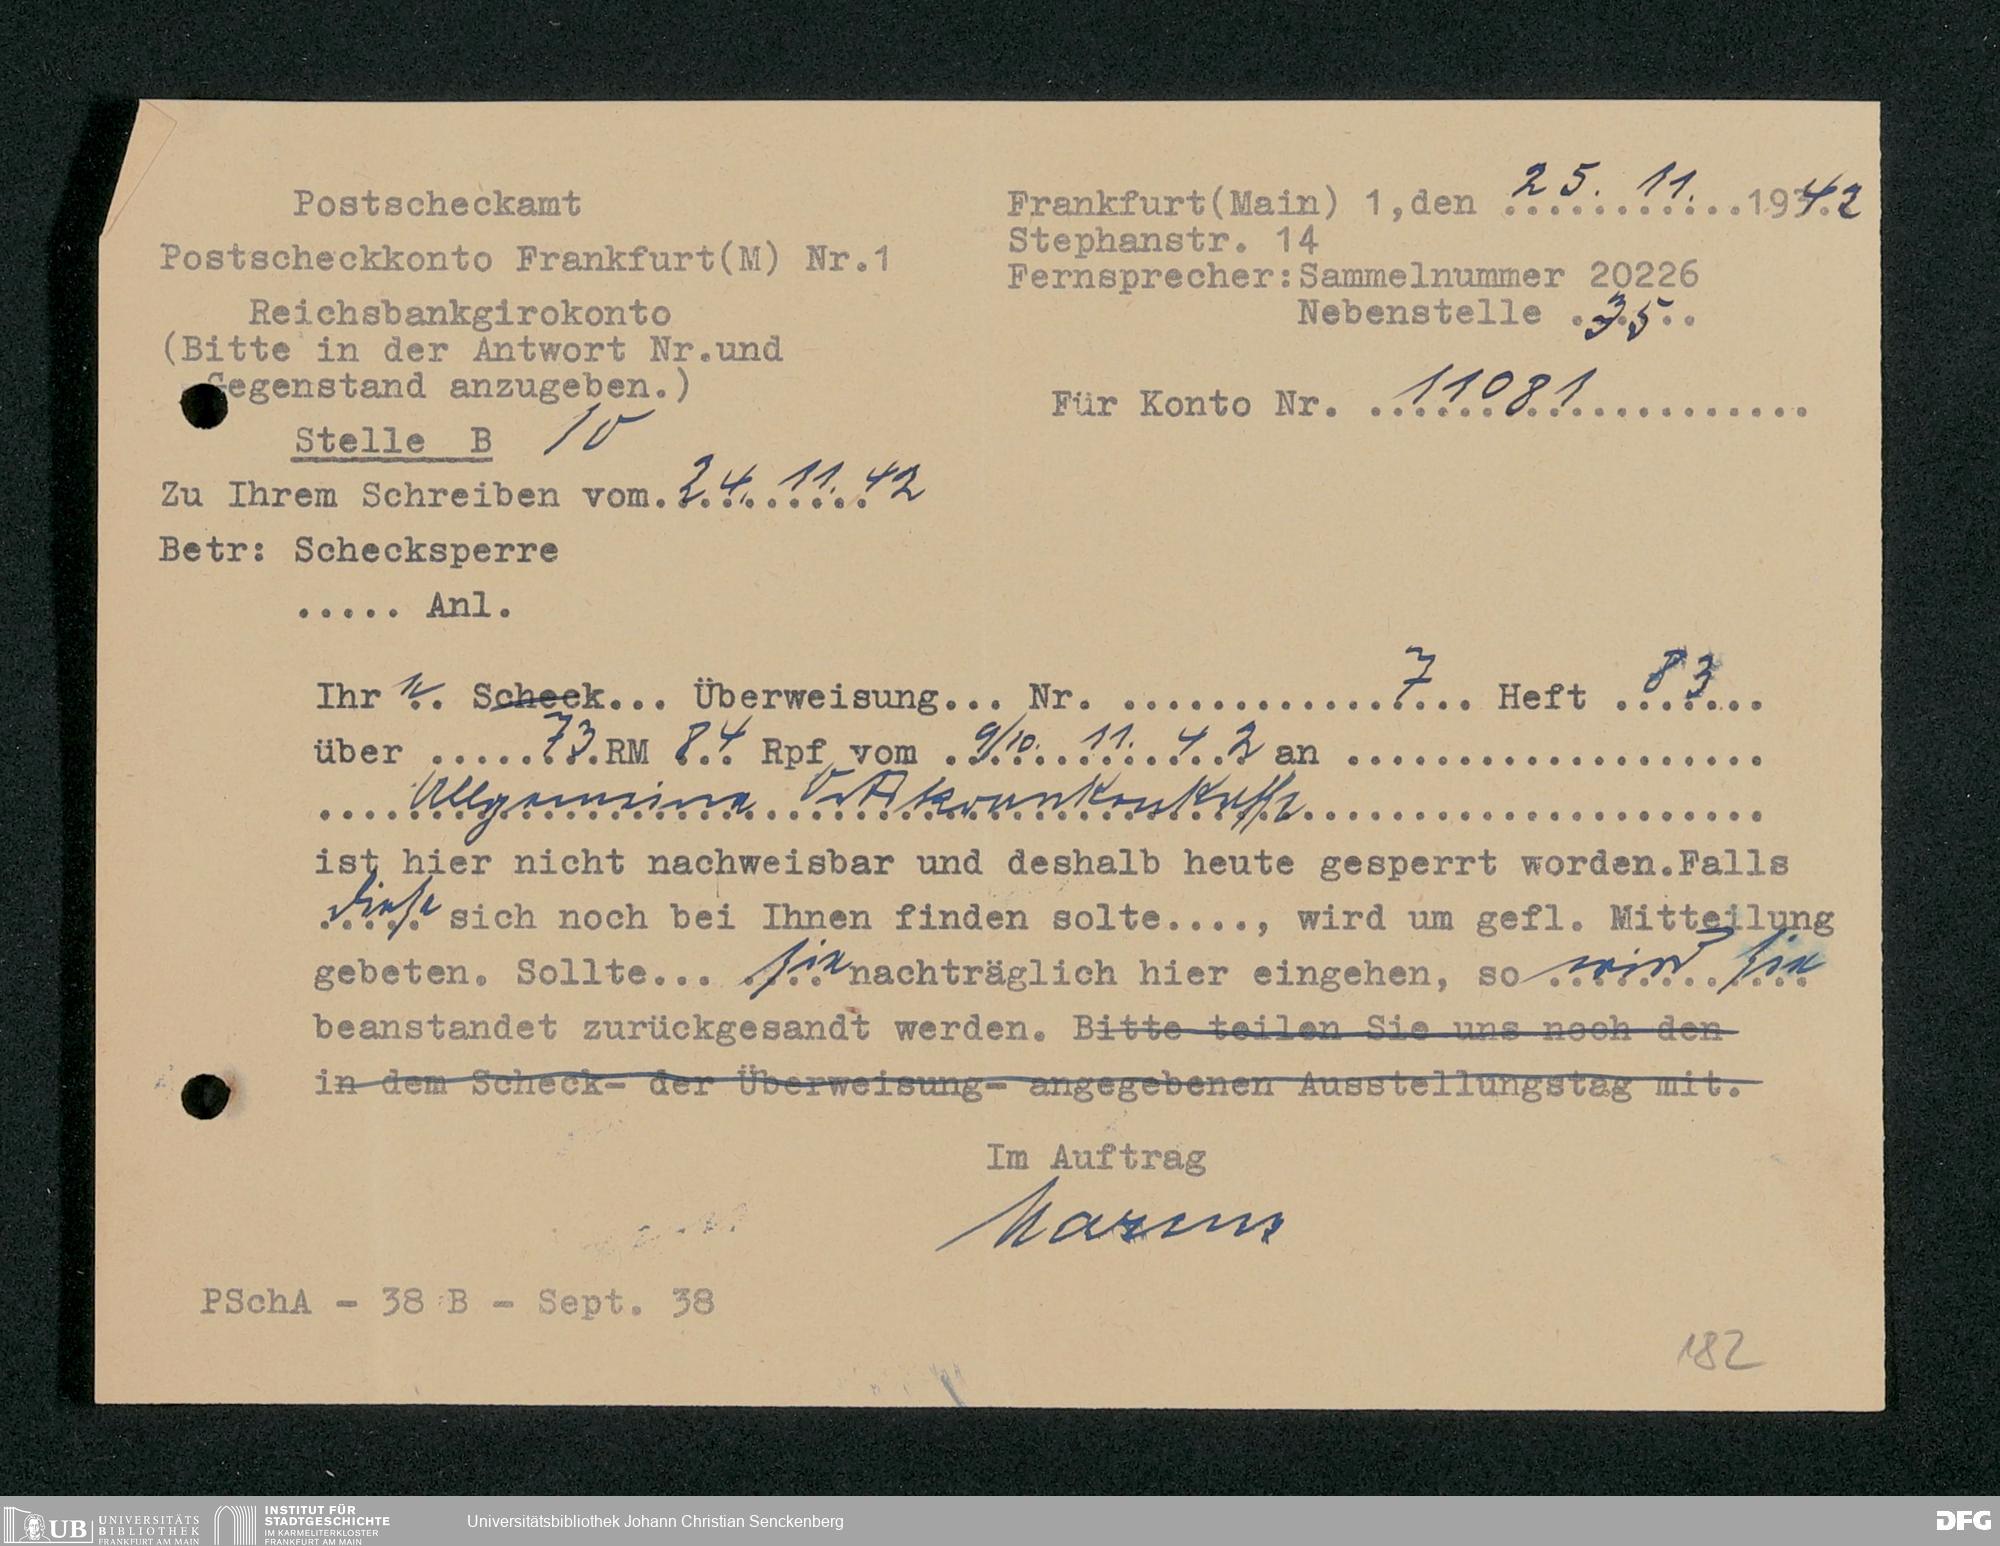 Postscheckamt
Postscheckkonto Frankfurt(M) Nr.1
Reichsbankgirokonto
(Bitte in der Antwort Nr.und
Gegenstand anzugeben.)
Stelle B 10
Zu Ihrem Schreiben vom. 24. 11. 42
Betr: Schecksperre
..... Anl.
Frankfurt(Main) 1,den 25. 11. 1942
Stephanstr. 14
Fernsprecher:Sammelnummer 20226
Nebenstelle 35
Für Konto Nr. 11081
Ihr .. Scheck... Überweisung... Nr. 7 Heft 83
über 73 RM 84 Rpf vom 9/10. 11. 42 an ...................
Allgemeine Ortskrankenkasse
ist hier nicht nachweisbar und deshalb heute gesperrt worden.Falls
diese sich noch bei Ihnen finden solte...., wird um gefl. Mitteilung
gebeten. Sollte... sie nachträglich hier eingehen, so wird sie
beanstandet zurückgesandt werden. Bitte teilen Sie uns noch den
in dem Scheck- der Überweisung- angegebenen Ausstellungstag mit.
Im Auftrag
PSchA - 38 B - Sept. 38
182
UB UNIVERSITÄTS
BIBLIOTHEK
FRANKFURT AM MAIN
INSTITUT FÜR
STADTGESCHICHTE
IM KARMELITERKLOSTER
FRANKFURT AM MAIN
Universitätsbibliothek Johann Christian Senckenberg
DFG